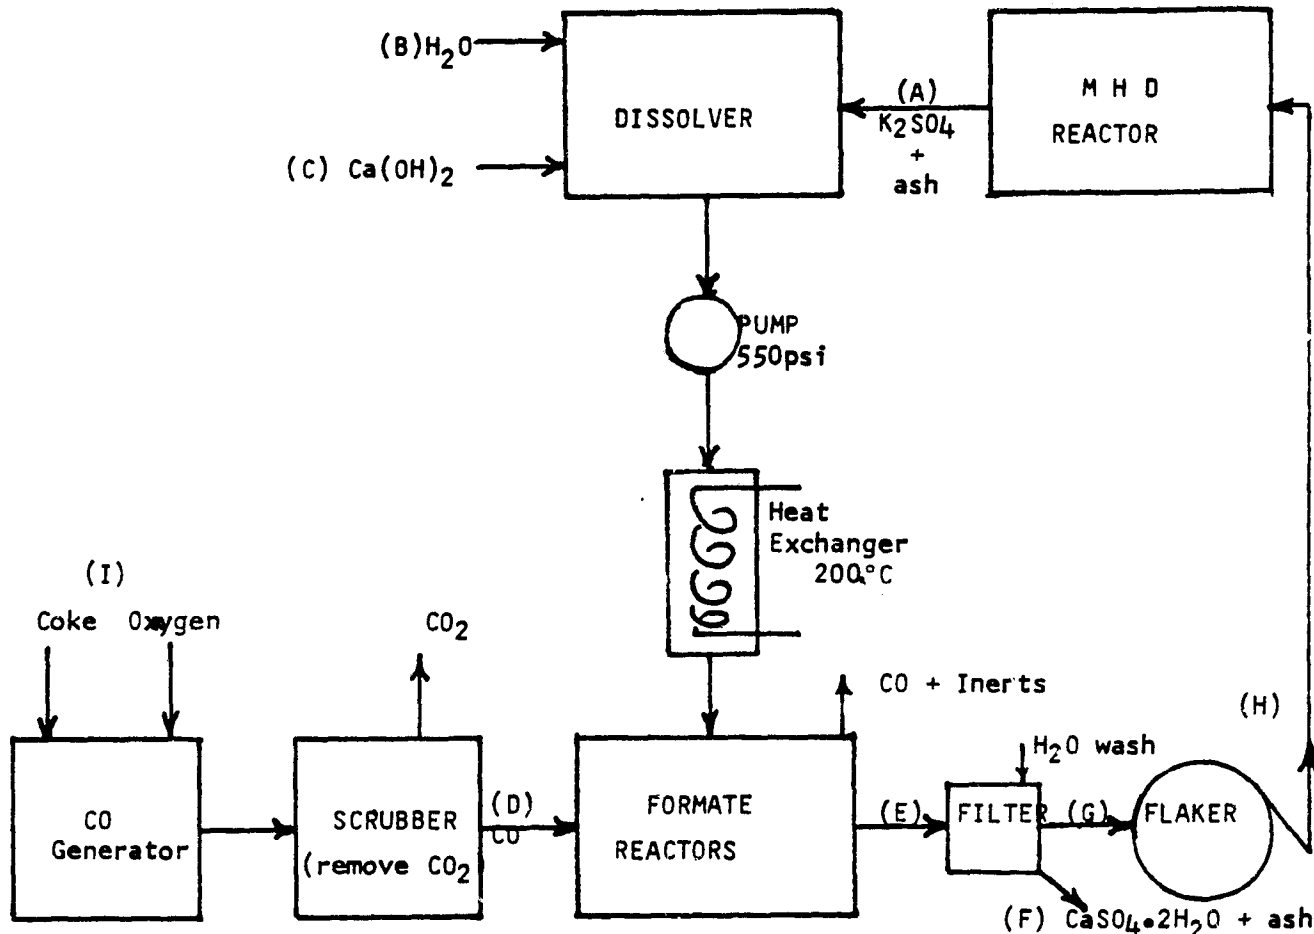 (B)H₂O
(C) Ca(OH)₂
DISSOLVER
(A)
K₂SO₄
+
ash
M H D
REACTOR
PUMP
550psi
Heat
Exchanger
200°C
(I)
Coke Oxygen
CO₂
CO + Inerts
(H)
H₂O wash
CO
Generator
SCRUBBER
(remove CO₂)
(D)
CO
FORMATE
REACTORS
(E)
FILTER
(G)
FLAKER
(F) CaSO₄•2H₂O + ash